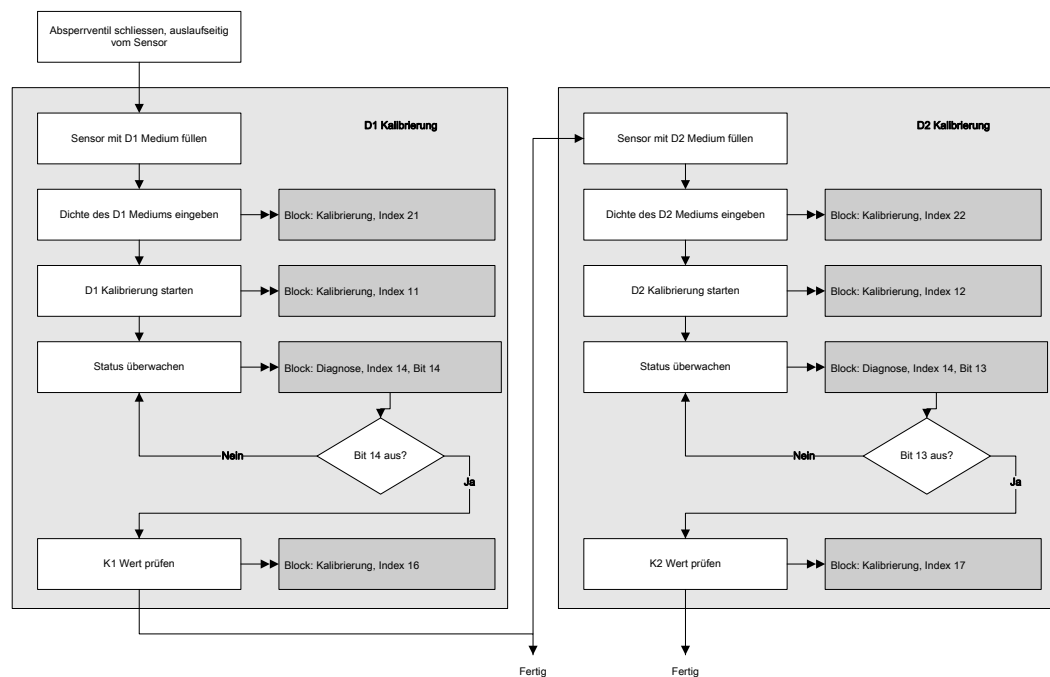 Absperrventil schliessen, auslaufseitig
vom Sensor
D1 Kalibrierung
Sensor mit D1 Medium füllen
Dichte des D1 Mediums eingeben
Block: Kalibrierung, Index 21
D1 Kalibrierung starten
Block: Kalibrierung, Index 11
Status überwachen
Block: Diagnose, Index 14, Bit 14
Bit 14 aus?
Nein
Ja
K1 Wert prüfen
Block: Kalibrierung, Index 16
Fertig
D2 Kalibrierung
Sensor mit D2 Medium füllen
Dichte des D2 Mediums eingeben
Block: Kalibrierung, Index 22
D2 Kalibrierung starten
Block: Kalibrierung, Index 12
Status überwachen
Block: Diagnose, Index 14, Bit 13
Bit 13 aus?
Nein
Ja
K2 Wert prüfen
Block: Kalibrierung, Index 17
Fertig